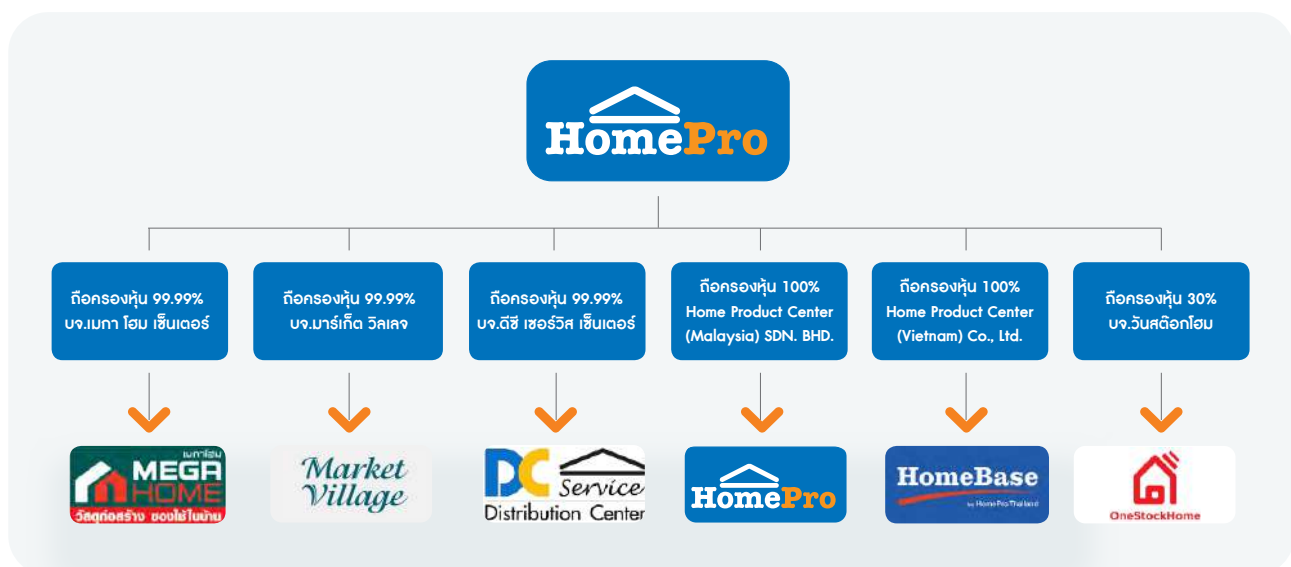 HomePro
ถือครองหุ้น 99.99%
บจ.เมกา โฮม เซ็นเตอร์
ถือครองหุ้น 99.99%
บจ.มาร์เก็ต วิลเลจ
ถือครองหุ้น 99.99%
บจ.ดีซี เซอร์วิส เซ็นเตอร์
ถือครองหุ้น 100%
Home Product Center
(Malaysia) SDN. BHD.
ถือครองหุ้น 100%
Home Product Center
(Vietnam) Co., Ltd.
ถือครองหุ้น 30%
บจ.วันสต๊อกโฮม
เมกาโฮม
MEGA
HOME
วัสดุก่อสร้าง ของใช้ในบ้าน
Market
Village
DC
Service
Distribution Center
HomePro
HomeBase
by HomePro Thailand
OneStockHome